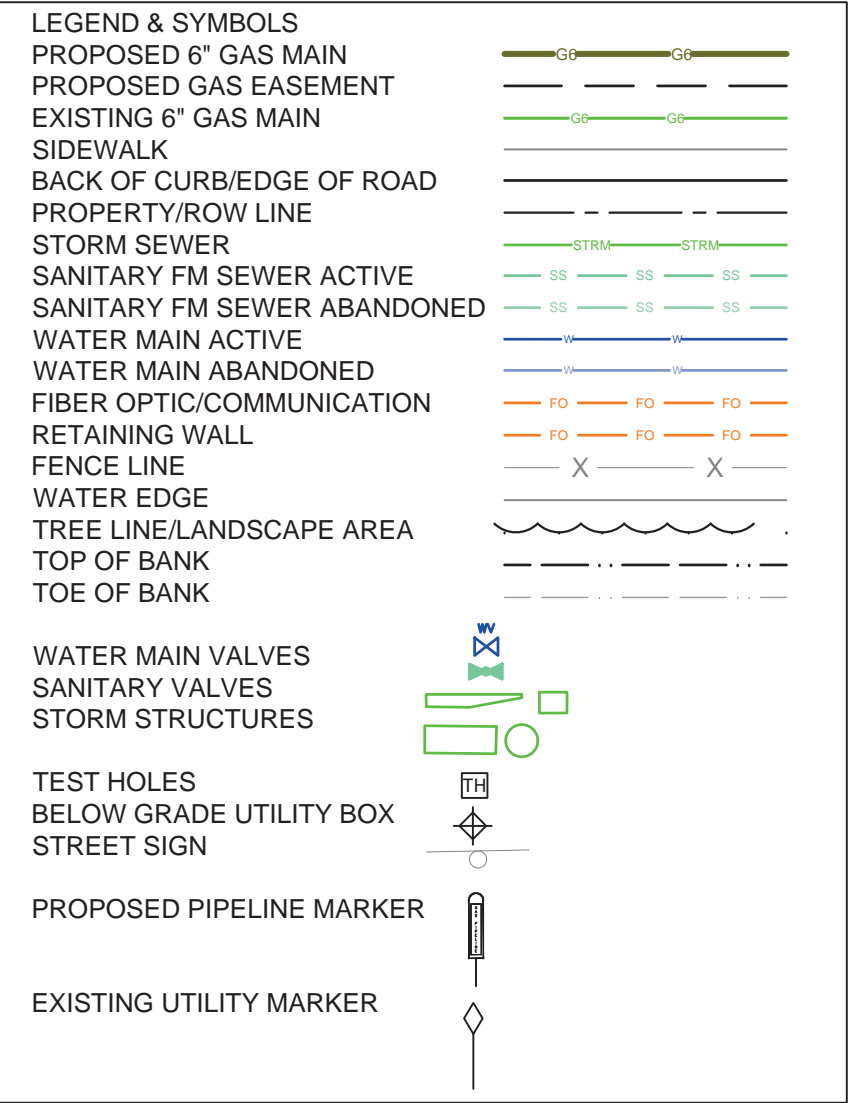 LEGEND & SYMBOLS
PROPOSED 6" GAS MAIN G6 G6
PROPOSED GAS EASEMENT
EXISTING 6" GAS MAIN G6 G6
SIDEWALK
BACK OF CURB/EDGE OF ROAD
PROPERTY/ROW LINE
STORM SEWER STRM STRM
SANITARY FM SEWER ACTIVE SS SS SS
SANITARY FM SEWER ABANDONED SS SS SS
WATER MAIN ACTIVE W W
WATER MAIN ABANDONED W W
FIBER OPTIC/COMMUNICATION FO FO FO
RETAINING WALL FO FO FO
FENCE LINE X X
WATER EDGE
TREE LINE/LANDSCAPE AREA
TOP OF BANK
TOE OF BANK
WV
WATER MAIN VALVES
SANITARY VALVES
STORM STRUCTURES
TEST HOLES TH
BELOW GRADE UTILITY BOX
STREET SIGN
PROPOSED PIPELINE MARKER
EXISTING UTILITY MARKER